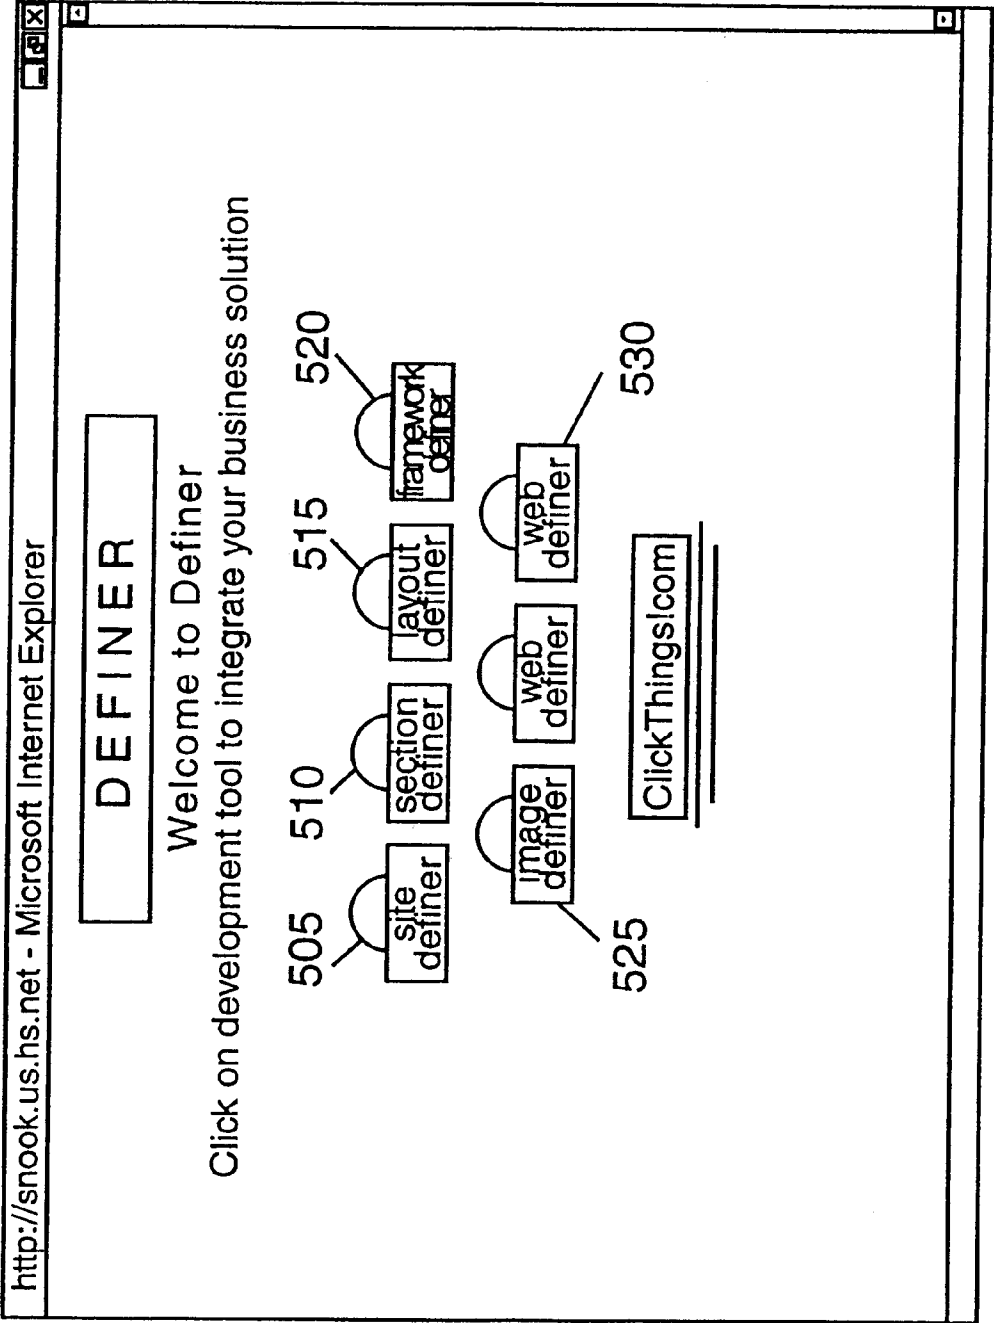 http://snook.us.hs.net - Microsoft Internet Explorer
DEFINER
Welcome to Definer
Click on development tool to integrate your business solution
505
510
515
520
site
definer
section
definer
layout
definer
framework
definer
image
definer
web
definer
web
definer
525
530
ClickThings!com